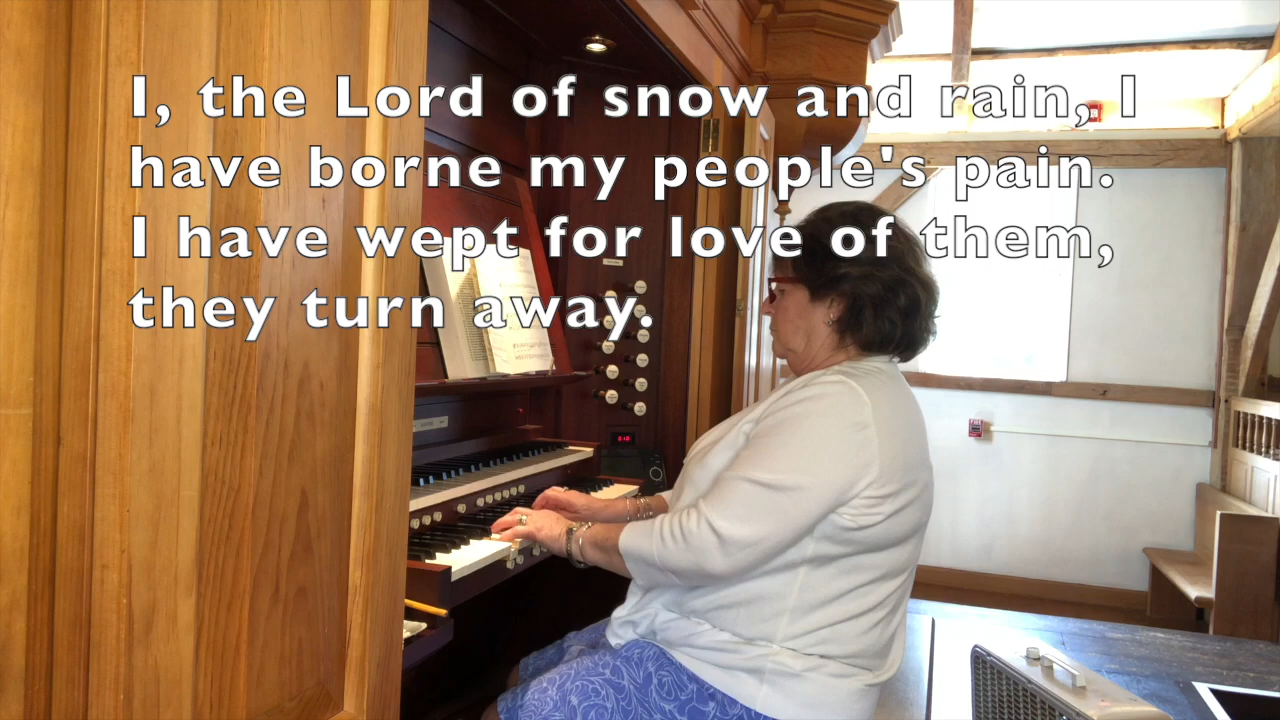 I, the Lord of snow and rain, I
have borne my people's pain.
I have wept for love of them,
they turn away.